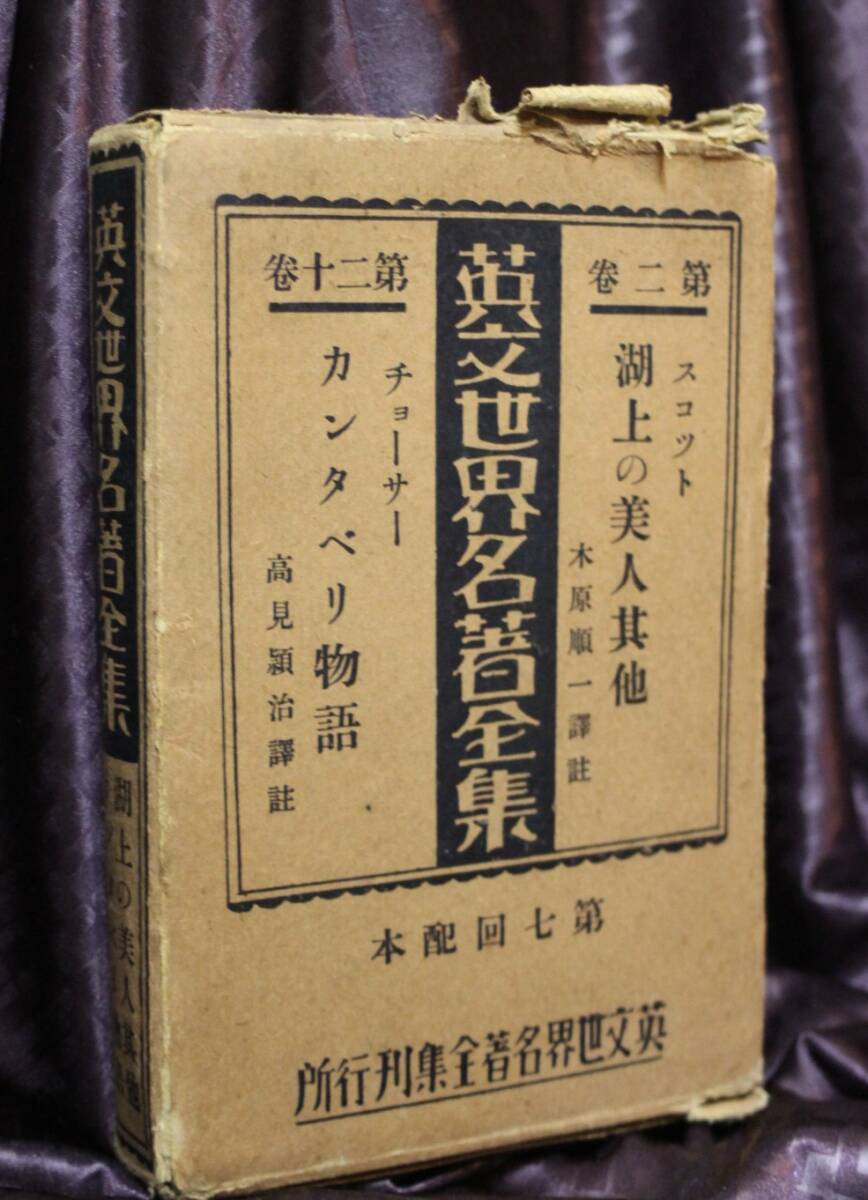 英文世界名著全集
第二卷
スコツト
湖上の美人其他
木原順一譯註
第二十卷
チョーサー
カンタベリ物語
高見頴治譯註
第七回配本
英文世界名著全集刊行所
英文世界名著全集
湖上の美人其他